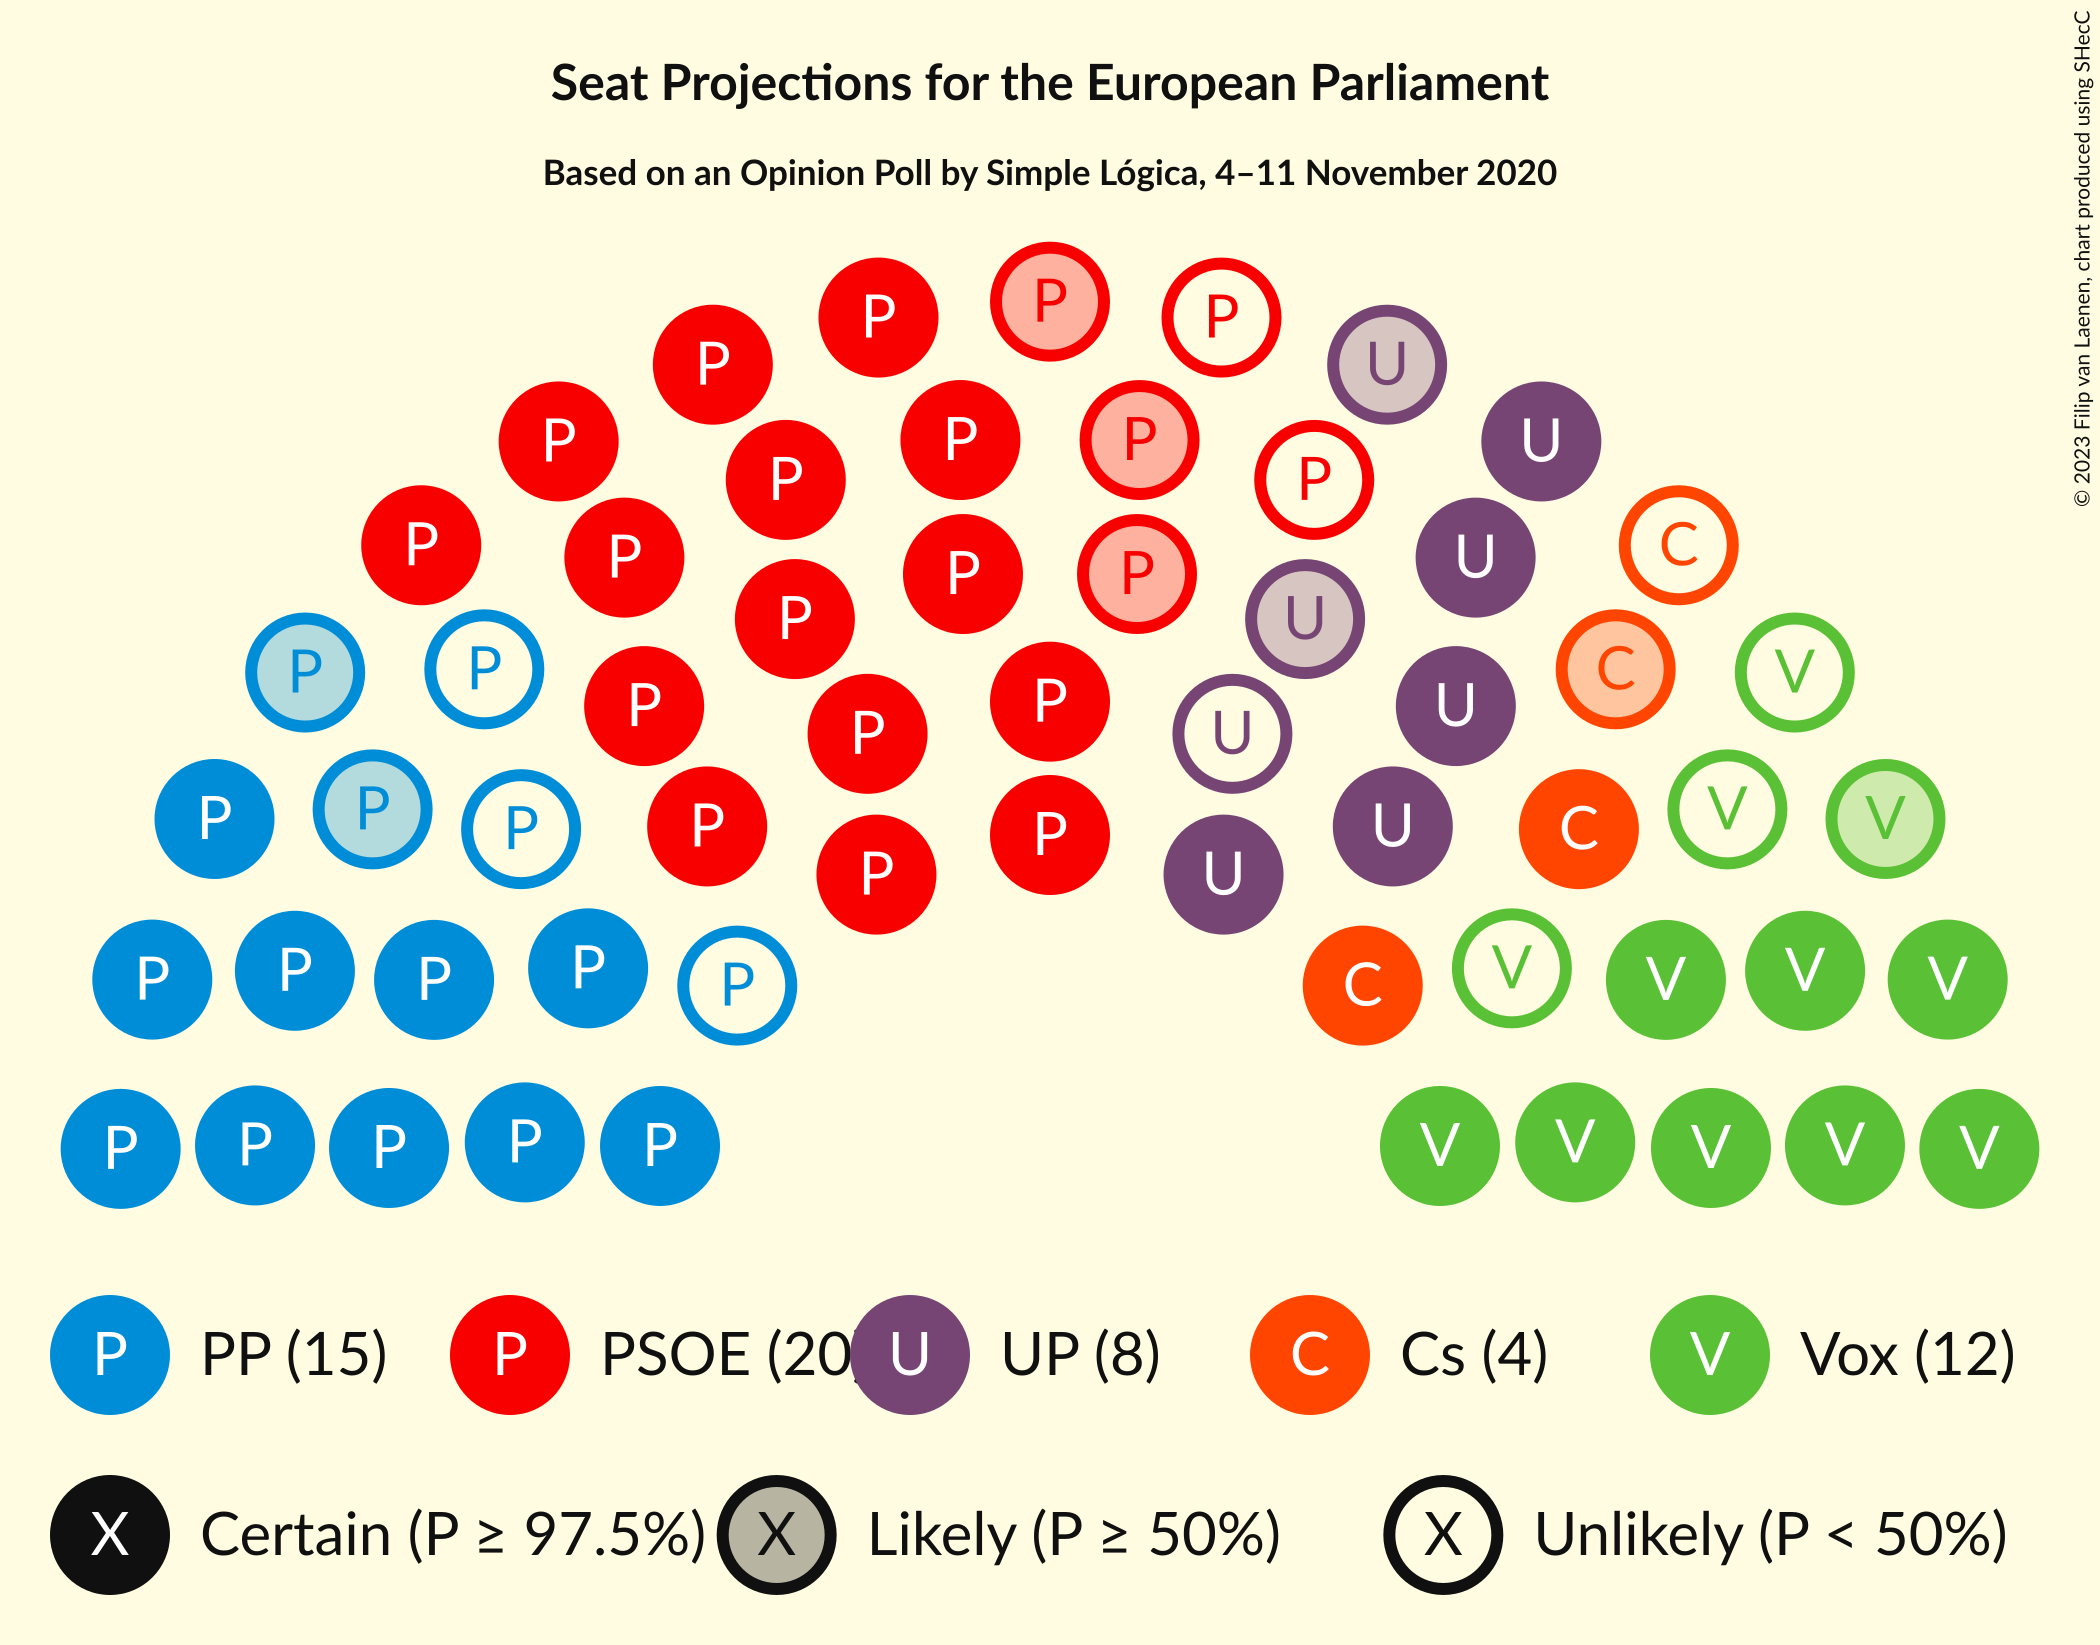 Seat Projections for the European Parliament
Based on an Opinion Poll by Simple Lógica, 4–11 November 2020
© 2023 Filip van Laenen, chart produced using SHecC
P
P P
P U
P P P U
P P
P P U C
P P
P U
P P C V
P P U
P U
P P P P P U C V V
P U
P P P P P C V V V V
P P P P P V V V V V
P PP (15) P PSOE (20) U UP (8) C Cs (4) V Vox (12)
X Certain (P ≥ 97.5%) X Likely (P ≥ 50%) X Unlikely (P < 50%)